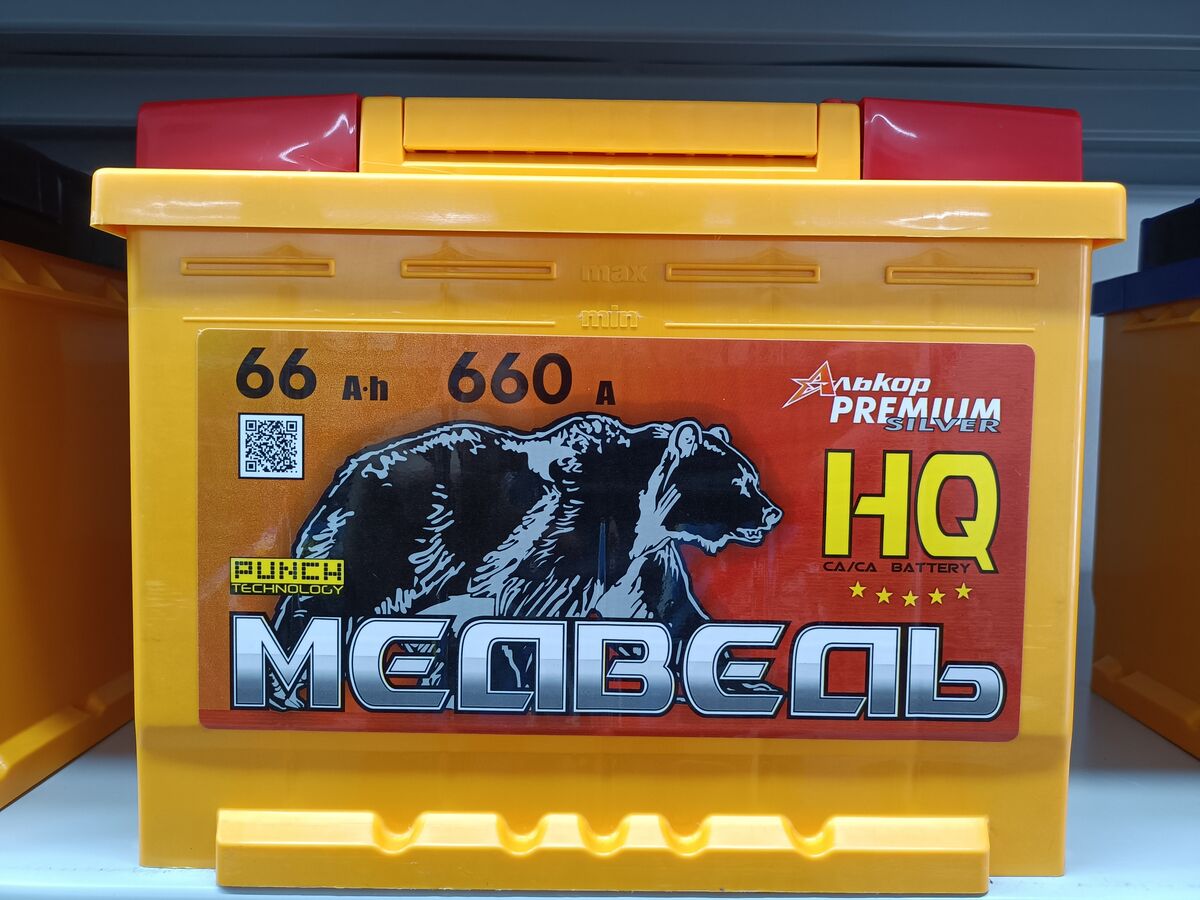 max
min
66 A·h 660 A
Алькор
PREMIUM
SILVER
HQ
CA/CA BATTERY
PUNCH
TECHNOLOGY
МЕДВЕДЬ